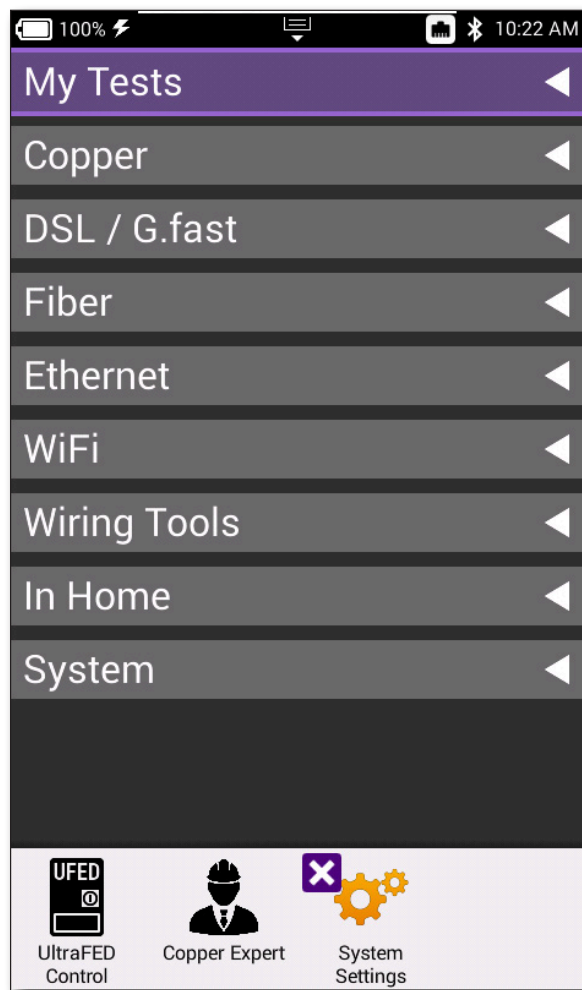 100% 10:22 AM
My Tests
Copper
DSL / G.fast
Fiber
Ethernet
WiFi
Wiring Tools
In Home
System
UFED
UltraFED
Control
Copper Expert
System
Settings